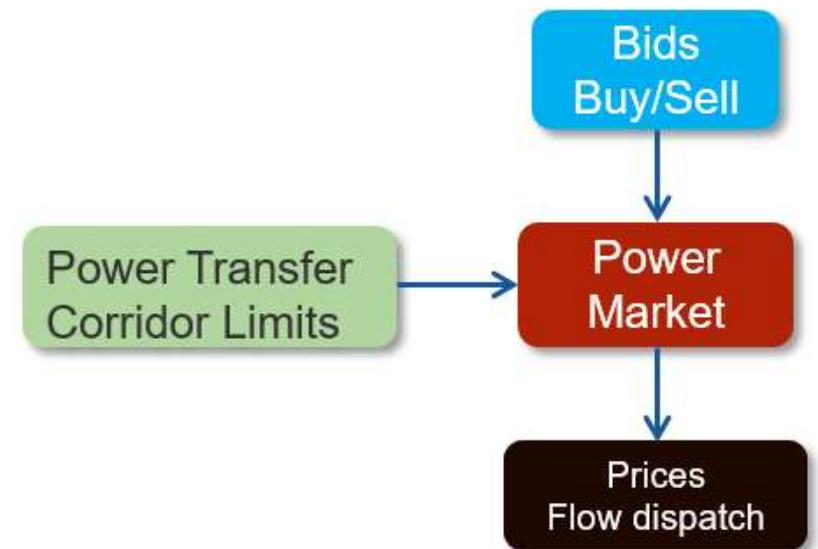 Bids
Buy/Sell
Power Transfer
Corridor Limits
Power
Market
Prices
Flow dispatch